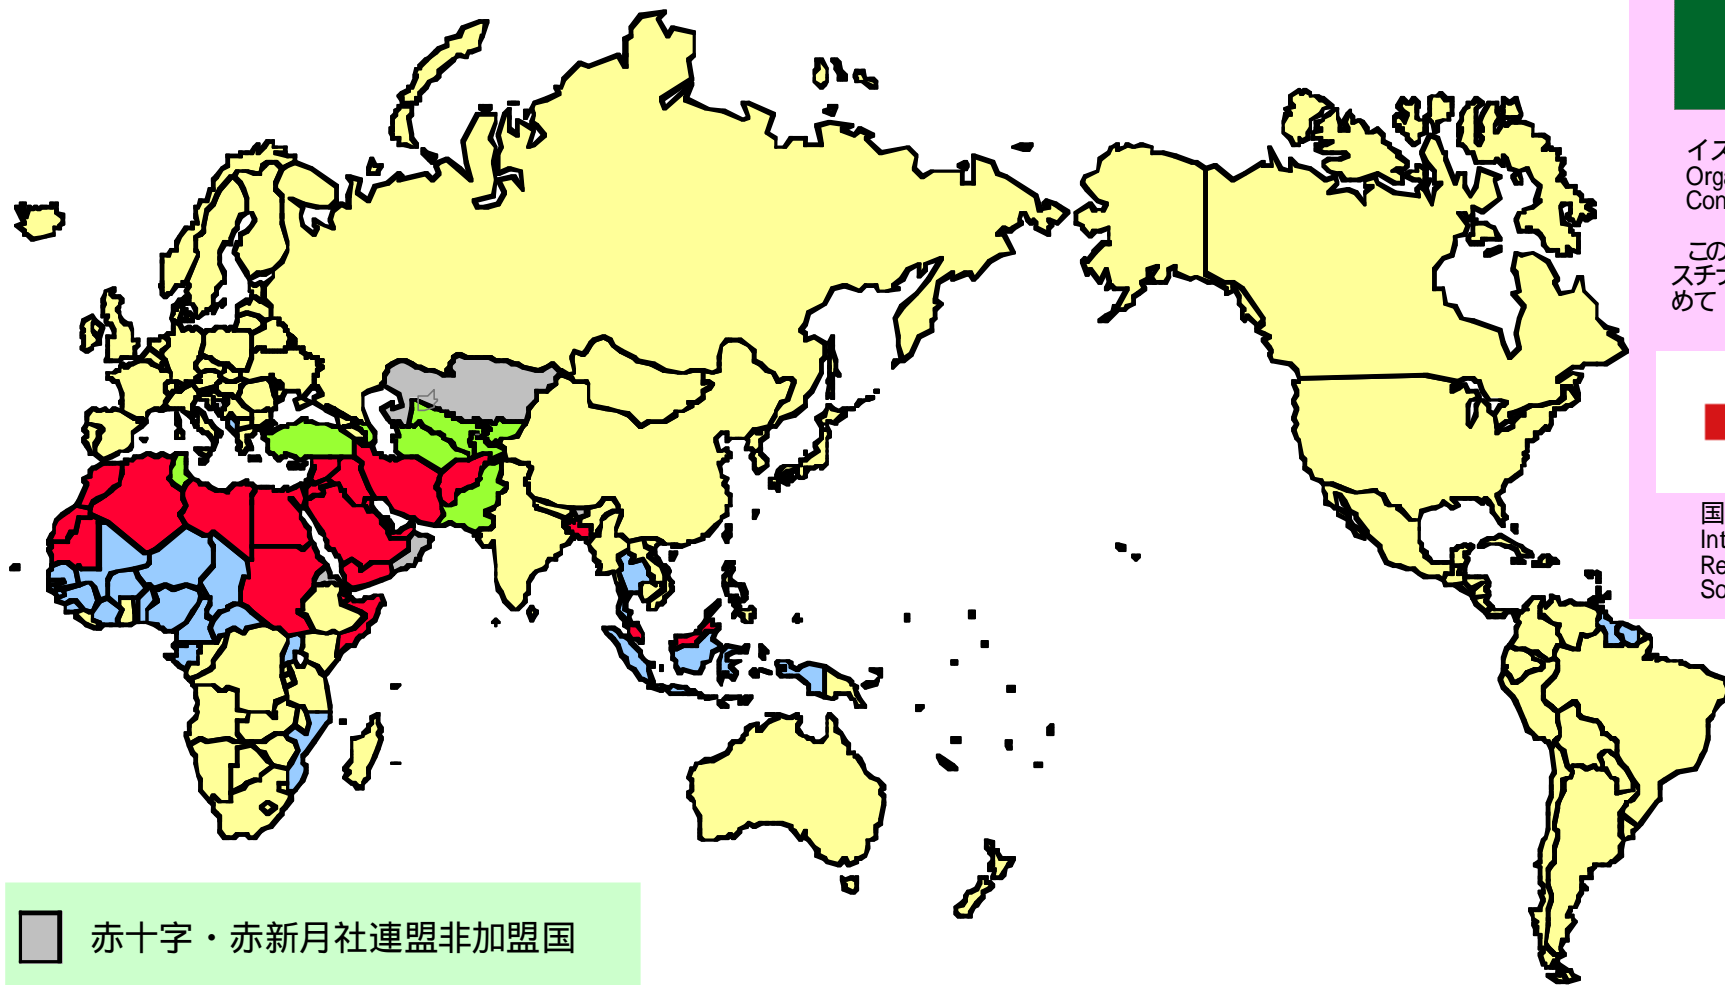 イス
Orga
Con
この
スチナ
めて
国
Int
Re
So
赤十字・赤新月社連盟非加盟国